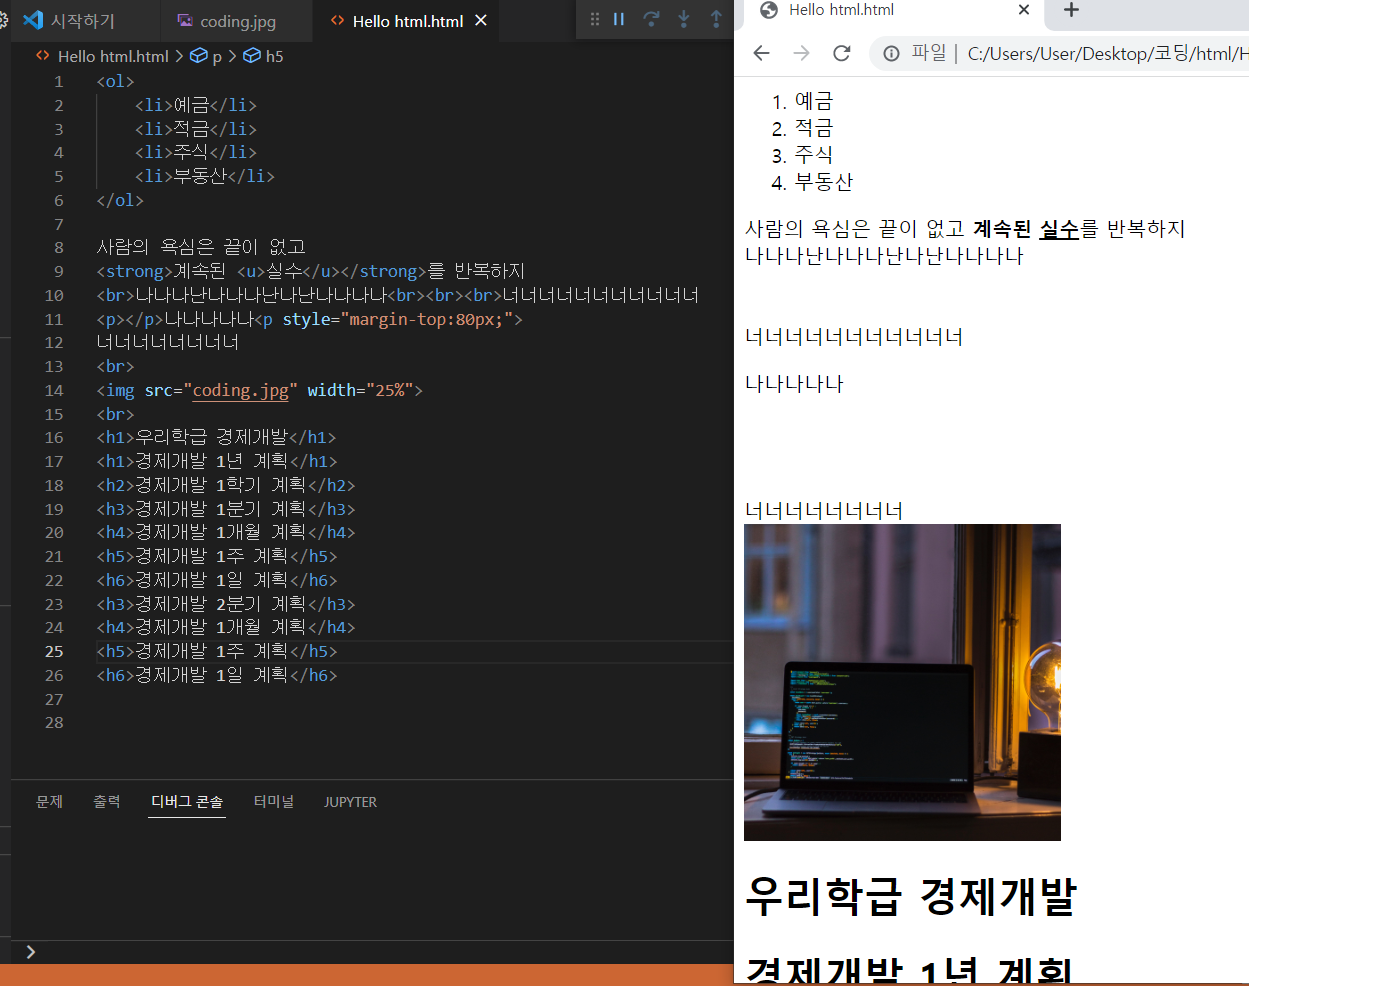 시작하기 coding.jpg Hello html.html
Hello html.html > p > h5
1 <ol>
2 <li>예금</li>
3 <li>적금</li>
4 <li>주식</li>
5 <li>부동산</li>
6 </ol>
7
8 사람의 욕심은 끝이 없고
9 <strong>계속된 <u>실수</u></strong>를 반복하지
10 <br>나나나난나나나난나난나나나나<br><br><br>너너너너너너너너너너너
11 <p></p>나나나나나<p style="margin-top:80px;">
12 너너너너너너너너
13 <br>
14 <img src="coding.jpg" width="25%">
15 <br>
16 <h1>우리학급 경제개발</h1>
17 <h1>경제개발 1년 계획</h1>
18 <h2>경제개발 1학기 계획</h2>
19 <h3>경제개발 1분기 계획</h3>
20 <h4>경제개발 1개월 계획</h4>
21 <h5>경제개발 1주 계획</h5>
22 <h6>경제개발 1일 계획</h6>
23 <h3>경제개발 2분기 계획</h3>
24 <h4>경제개발 1개월 계획</h4>
25 <h5>경제개발 1주 계획</h5>
26 <h6>경제개발 1일 계획</h6>
27
28
문제 출력 디버그 콘솔 터미널 JUPYTER
Hello html.html
파일 | C:/Users/User/Desktop/코딩/html/H
1. 예금
2. 적금
3. 주식
4. 부동산
사람의 욕심은 끝이 없고 계속된 실수를 반복하지
나나나난나나나난나난나나나나
너너너너너너너너너너너
나나나나나
너너너너너너너너
우리학급 경제개발
경제개발 1년 계획